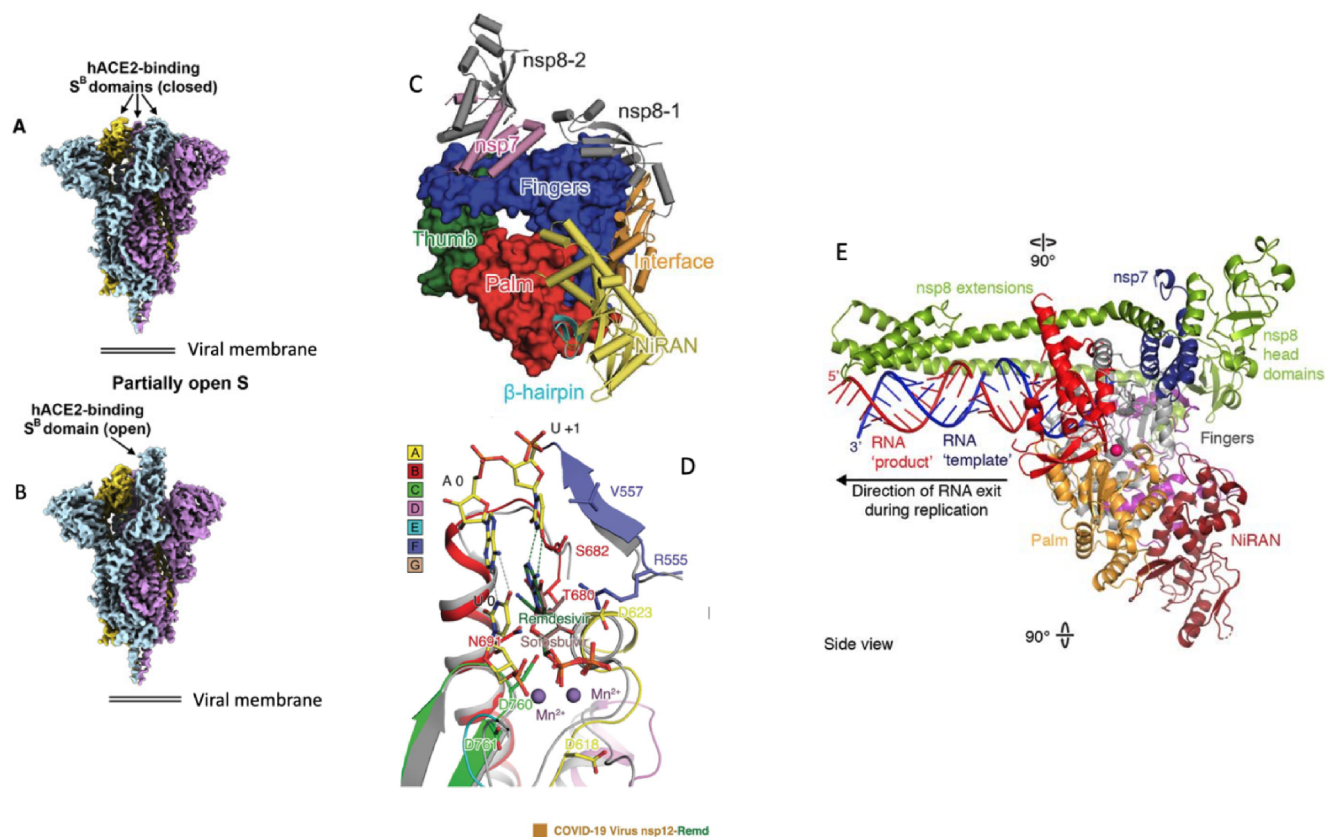 hACE2-binding
S^B domains (closed)
A
Viral membrane
Partially open S
hACE2-binding
S^B domain (open)
B
Viral membrane
C
nsp8-2
nsp8-1
nsp7
Fingers
Thumb
Interface
Palm
NiRAN
β-hairpin
D
U +1
A
B
C
D
E
F
G
A 0
V557
S682
R555
T680
U 0
D623
Remdesivir
N691
Sofosbuvir
D760
Mn2+
Mn2+
D761
D618
COVID-19 Virus nsp12-Remd
E
90°
nsp8 extensions
nsp7
nsp8
head
domains
5'
3'
RNA
'product'
RNA
'template'
Fingers
Direction of RNA exit
during replication
Palm
NiRAN
Side view
90°